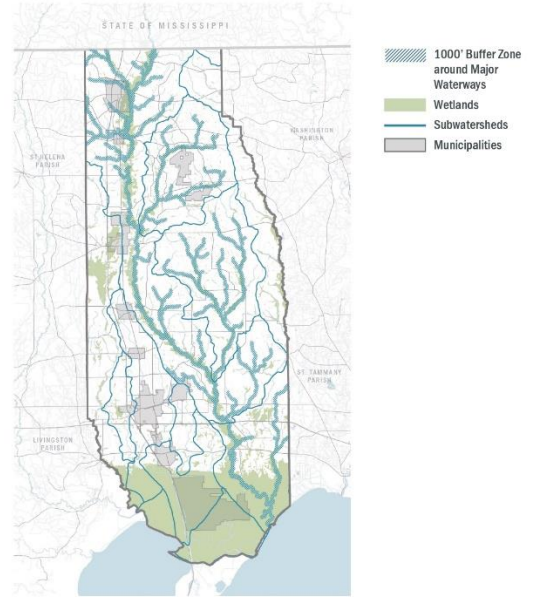 STATE OF MISSISSIPPI
1000' Buffer Zone
around Major
Waterways
Wetlands
Subwatersheds
Municipalities
WASHINGTON
PARISH
ST. HELENA
PARISH
ST. TAMMANY
PARISH
LIVINGSTON
PARISH